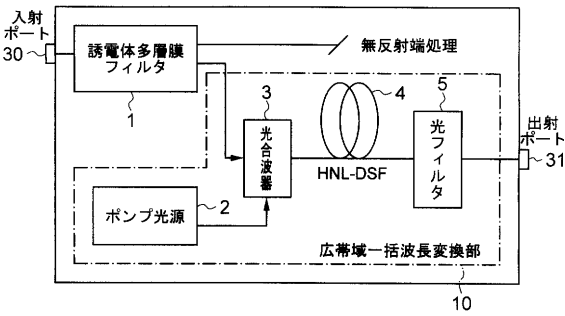 入射
ポート
30
誘電体多層膜
フィルタ
1
無反射端処理
3
光合波器
4
HNL-DSF
5
光フィルタ
出射
ポート
31
ポンプ光源
2
広帯域一括波長変換部
10